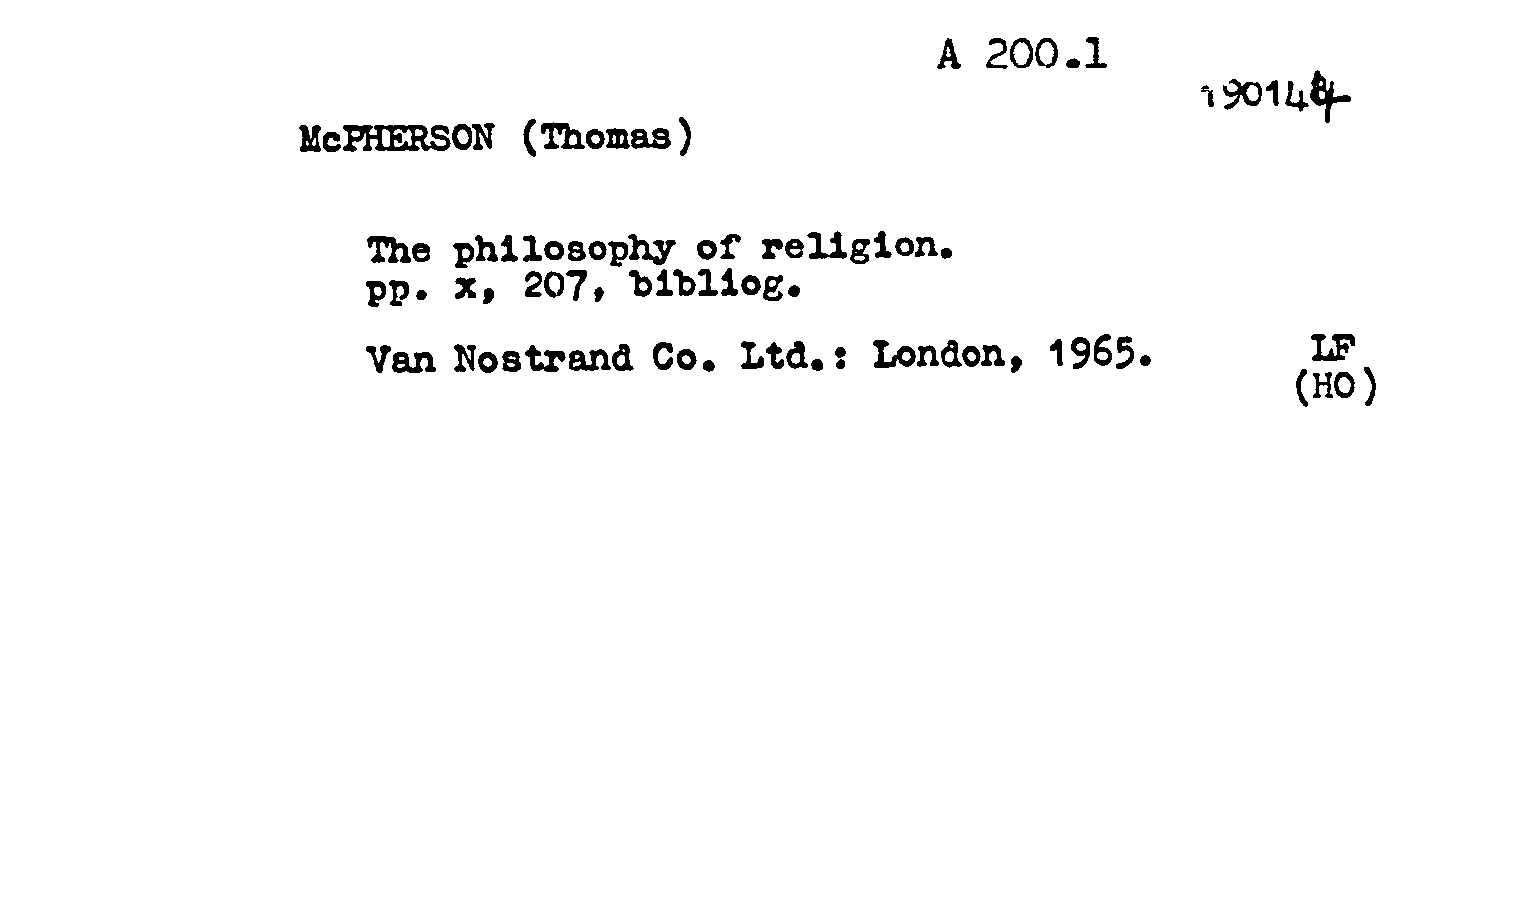 A 200.1
McPHERSON (Thomas)
The philosophy of religion.
pp. x, 207, bibliog.
Van Nostrand Co. Ltd.: London, 1965.
LF
(HO)